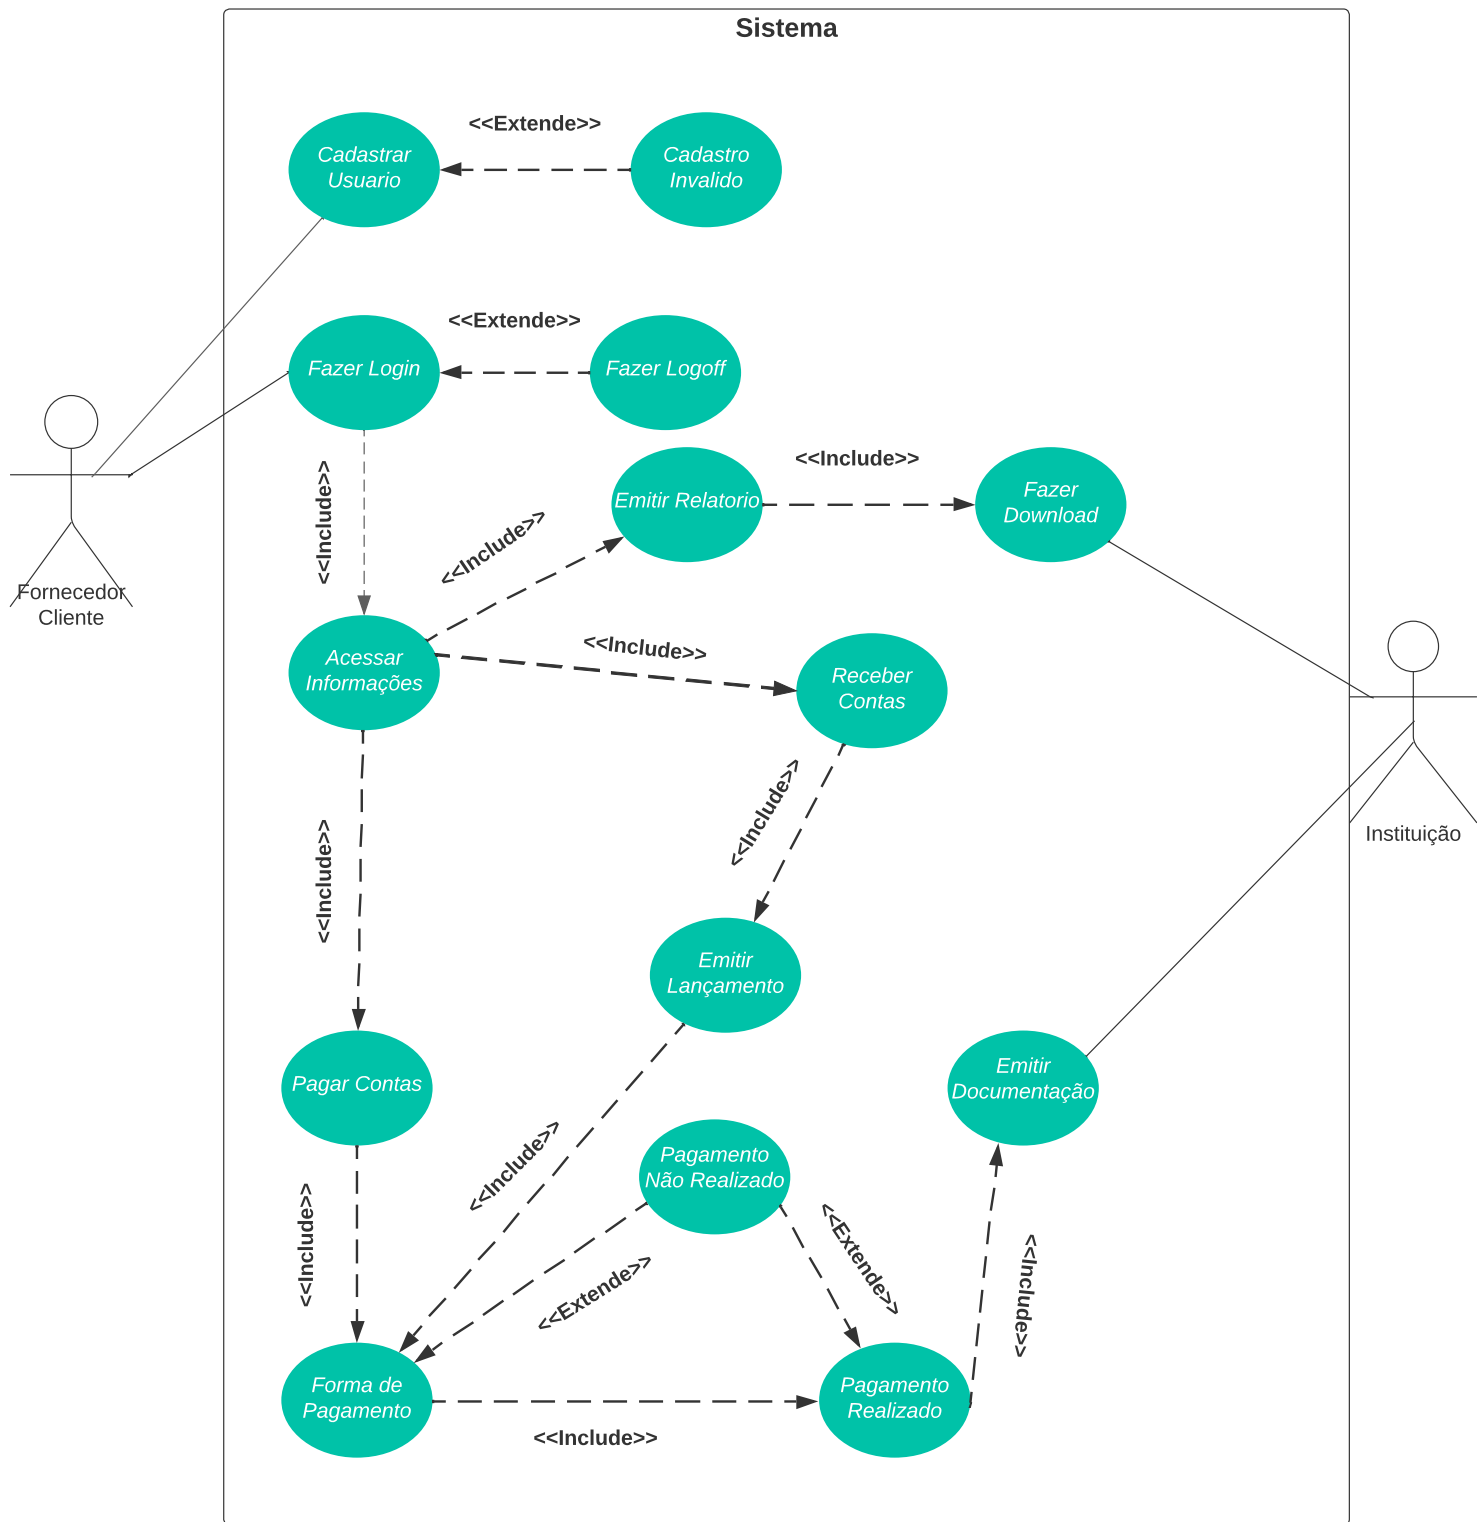 Sistema
<<Extende>>
Cadastrar
Usuario
Cadastro
Invalido
<<Extende>>
Fazer Login
Fazer Logoff
<<Include>>
<<Include>>
Emitir Relatorio
<<Include>>
Fazer
Download
Fornecedor
Cliente
Acessar
Informações
<<Include>>
Receber
Contas
Instituição
<<Include>>
<<Include>>
Emitir
Lançamento
Pagar Contas
Emitir
Documentação
<<Include>>
<<Include>>
Pagamento
Não Realizado
<<Extende>>
<<Extende>>
<<Include>>
Forma de
Pagamento
<<Include>>
Pagamento
Realizado